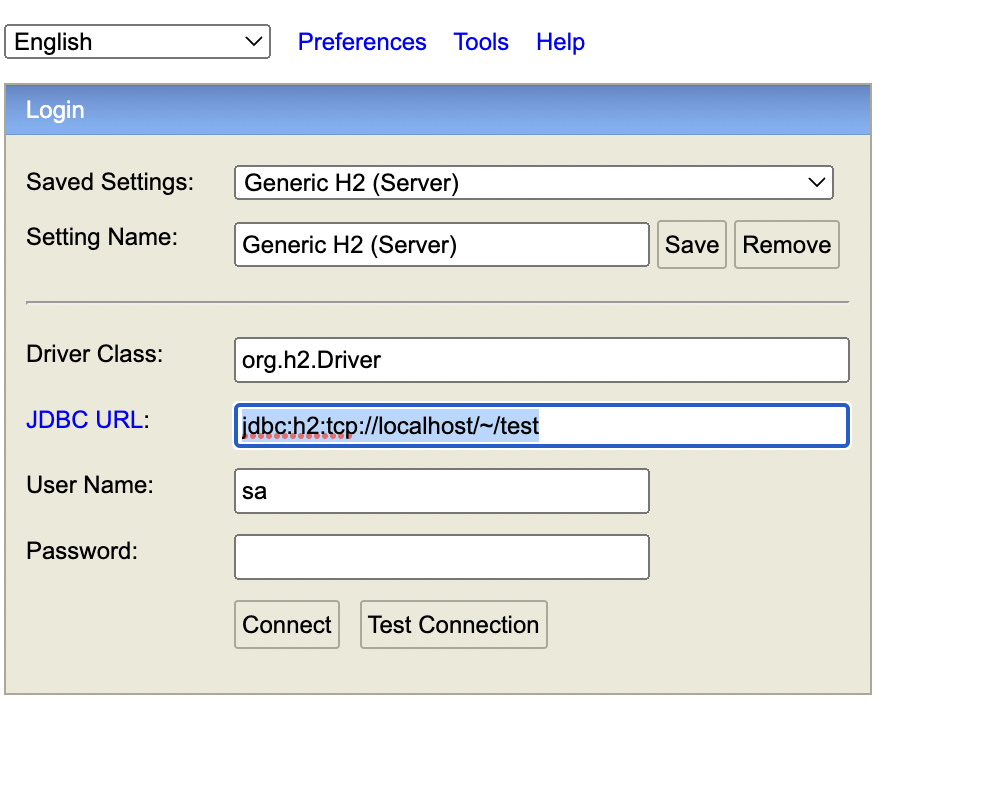 English Preferences Tools Help
Login
Saved Settings: Generic H2 (Server)
Setting Name: Generic H2 (Server) Save Remove
Driver Class: org.h2.Driver
JDBC URL: jdbc:h2:tcp://localhost/~/test
User Name: sa
Password:
Connect Test Connection